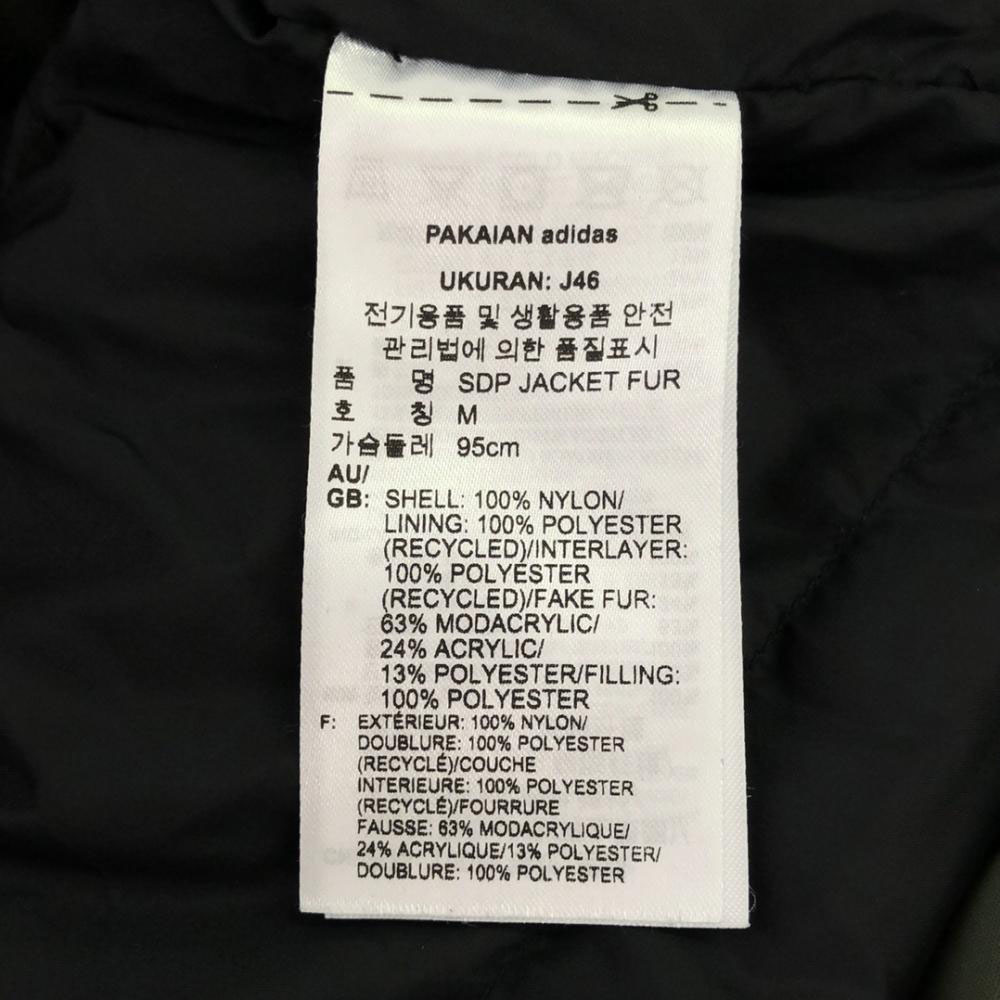 PAKAIAN adidas
UKURAN: J46
전기용품 및 생활용품 안전
관리법에 의한 품질표시
품 명 SDP JACKET FUR
호 칭 M
가슴둘레 95cm
AU/
GB: SHELL: 100% NYLON/
LINING: 100% POLYESTER
(RECYCLED)/INTERLAYER:
100% POLYESTER
(RECYCLED)/FAKE FUR:
63% MODACRYLIC/
24% ACRYLIC/
13% POLYESTER/FILLING:
100% POLYESTER
F: EXTÉRIEUR: 100% NYLON/
DOUBLURE: 100% POLYESTER
(RECYCLÉ)/COUCHE
INTERIEURE: 100% POLYESTER
(RECYCLÉ)/FOURRURE
FAUSSE: 63% MODACRYLIQUE/
24% ACRYLIQUE/13% POLYESTER/
DOUBLURE: 100% POLYESTER